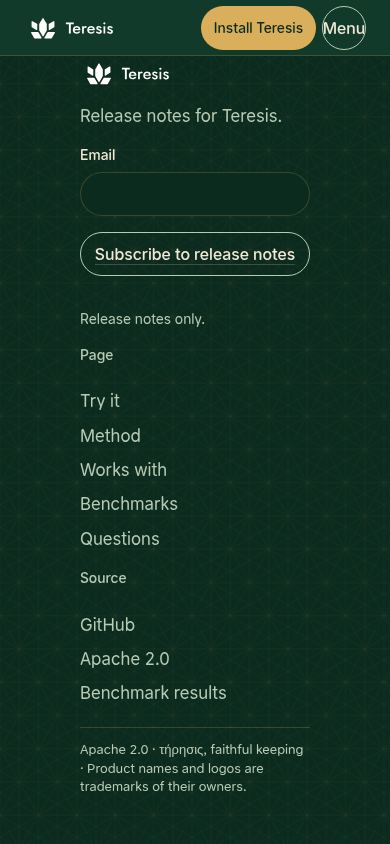 Teresis
Install Teresis
Menu
Teresis
Release notes for Teresis.
Email
Subscribe to release notes
Release notes only.
Page
Try it
Method
Works with
Benchmarks
Questions
Source
GitHub
Apache 2.0
Benchmark results
Apache 2.0 · τήρησις, faithful keeping
· Product names and logos are
trademarks of their owners.